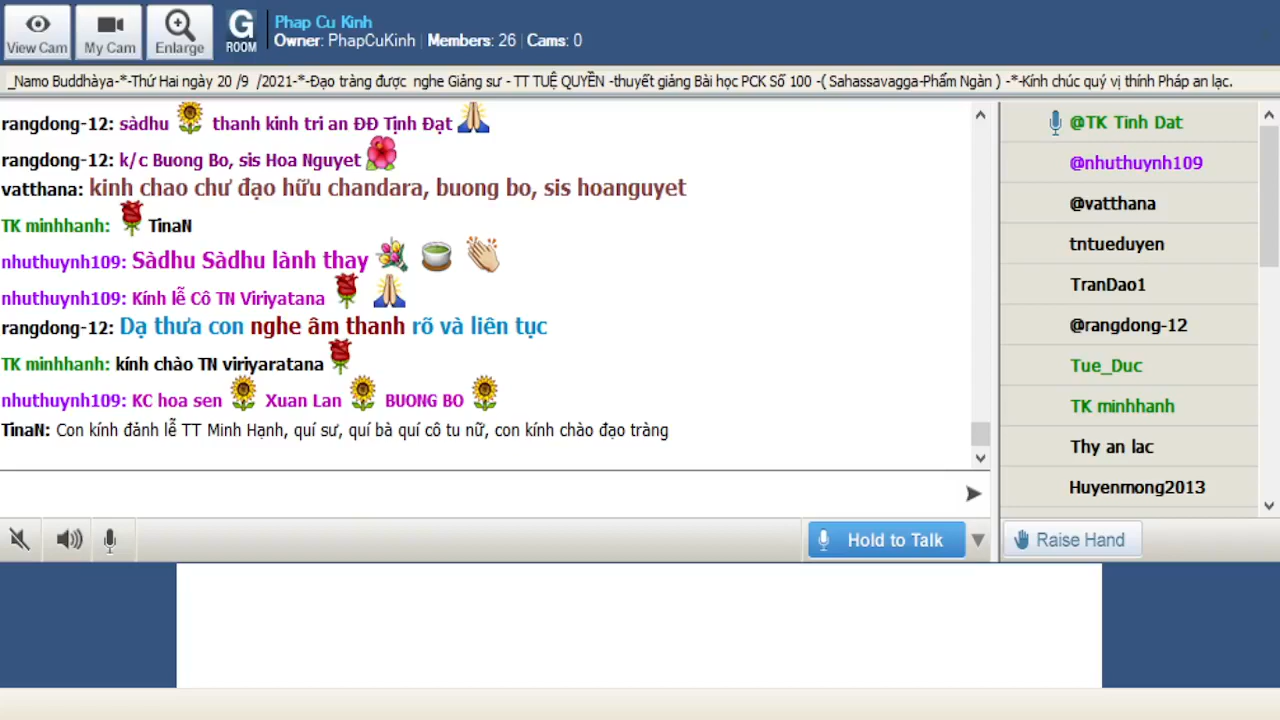 View Cam
My Cam
Enlarge
G
ROOM
Phap Cu Kinh
Owner: PhapCuKinh | Members: 26 | Cams: 0
_Namo Buddhàya-*-Thứ Hai ngày 20 /9 /2021-*-Đạo tràng được nghe Giảng sư - TT TUỆ QUYỀN -thuyết giảng Bài học PCK Số 100 -( Sahassavagga-Phẩm Ngàn ) -*-Kính chúc quý vị thính Pháp an lạc.
rangdong-12: sàdhu thanh kinh tri an ĐĐ Tịnh Đạt
rangdong-12: k/c Buong Bo, sis Hoa Nguyet
vatthana: kinh chao chư đạo hữu chandara, buong bo, sis hoanguyet
TK minhhanh: TinaN
nhuthuynh109: Sàdhu Sàdhu lành thay
nhuthuynh109: Kính lễ Cô TN Viriyatana
rangdong-12: Dạ thưa con nghe âm thanh rõ và liên tục
TK minhhanh: kính chào TN viriyaratana
nhuthuynh109: KC hoa sen Xuan Lan BUONG BO
TinaN: Con kính đảnh lễ TT Minh Hạnh, quí sư, quí bà quí cô tu nữ, con kính chào đạo tràng
@TK Tinh Dat
@nhuthuynh109
@vatthana
tntueduyen
TranDao1
@rangdong-12
Tue_Duc
TK minhhanh
Thy an lac
Huyenmong2013
Hold to Talk
Raise Hand